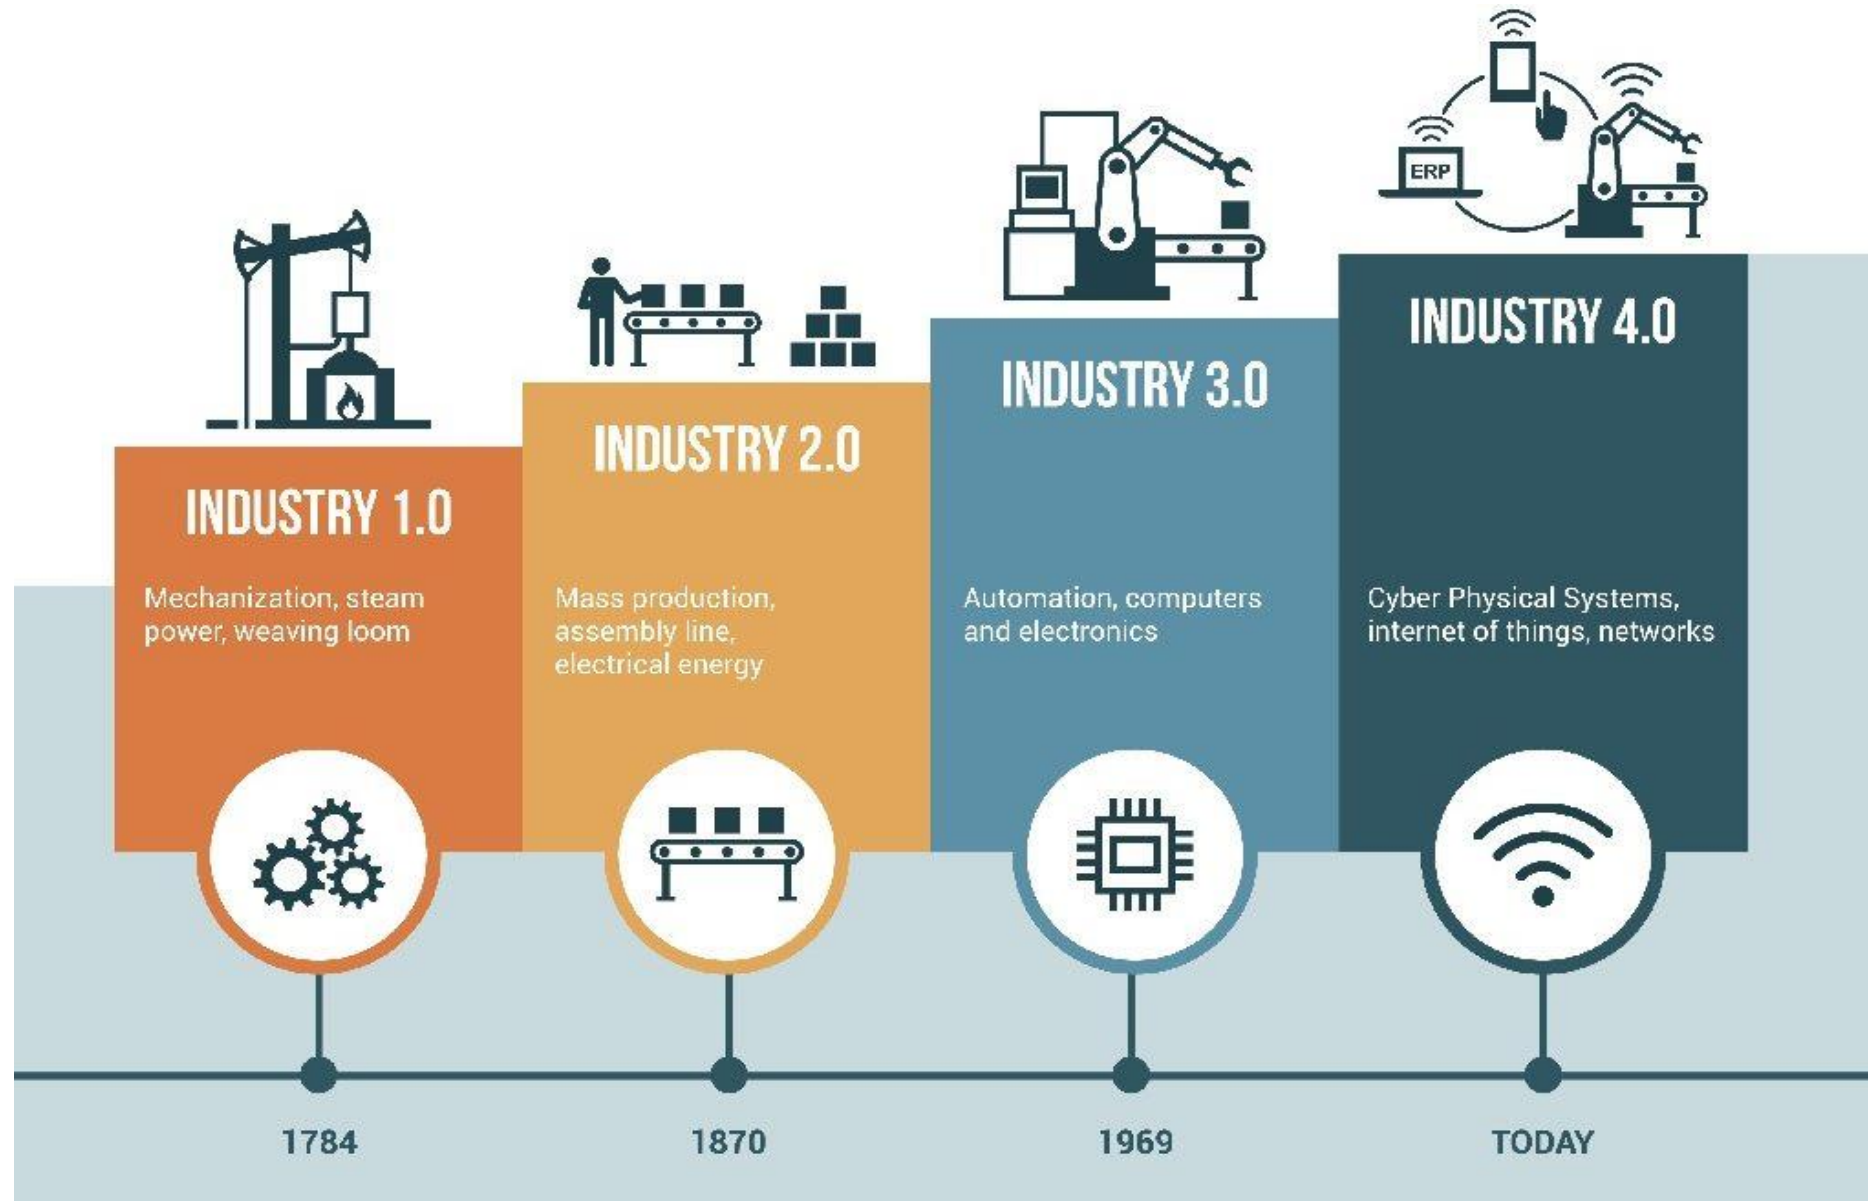 ERP
INDUSTRY 1.0
Mechanization, steam
power, weaving loom
1784
INDUSTRY 2.0
Mass production,
assembly line,
electrical energy
1870
INDUSTRY 3.0
Automation, computers
and electronics
1969
INDUSTRY 4.0
Cyber Physical Systems,
internet of things, networks
TODAY